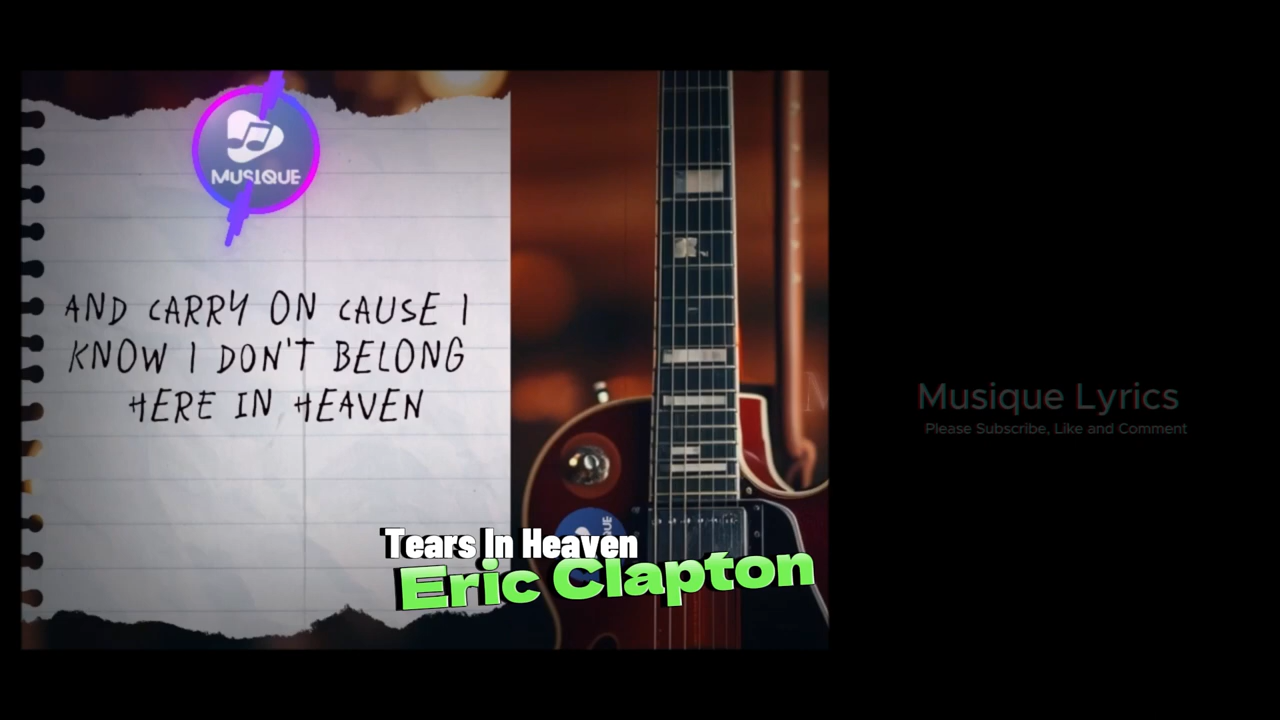 MUSIQUE
AND CARRY ON CAUSE I
KNOW I DON'T BELONG
HERE IN HEAVEN
Tears In Heaven
Eric Clapton
Musique Lyrics
Please Subscribe, Like and Comment